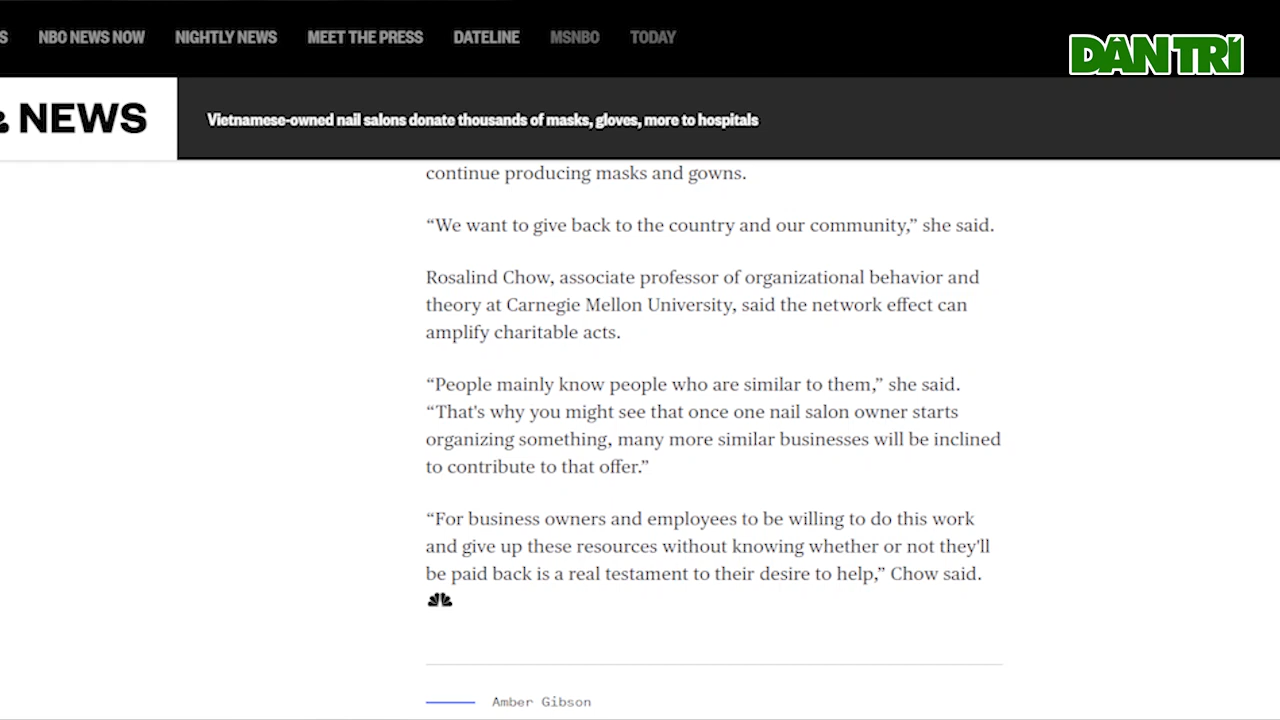 S NBO NEWS NOW NIGHTLY NEWS MEET THE PRESS DATELINE MSNBO TODAY
DÂN TRÍ
NEWS
Vietnamese-owned nail salons donate thousands of masks, gloves, more to hospitals
continue producing masks and gowns.
“We want to give back to the country and our community,” she said.
Rosalind Chow, associate professor of organizational behavior and
theory at Carnegie Mellon University, said the network effect can
amplify charitable acts.
“People mainly know people who are similar to them,” she said.
“That's why you might see that once one nail salon owner starts
organizing something, many more similar businesses will be inclined
to contribute to that offer.”
“For business owners and employees to be willing to do this work
and give up these resources without knowing whether or not they'll
be paid back is a real testament to their desire to help,” Chow said.
Amber Gibson